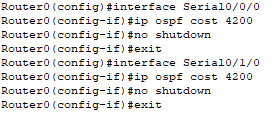 Router0(config)#interface Serial0/0/0
Router0(config-if)#ip ospf cost 4200
Router0(config-if)#no shutdown
Router0(config-if)#exit
Router0(config)#interface Serial0/1/0
Router0(config-if)#ip ospf cost 4200
Router0(config-if)#no shutdown
Router0(config-if)#exit